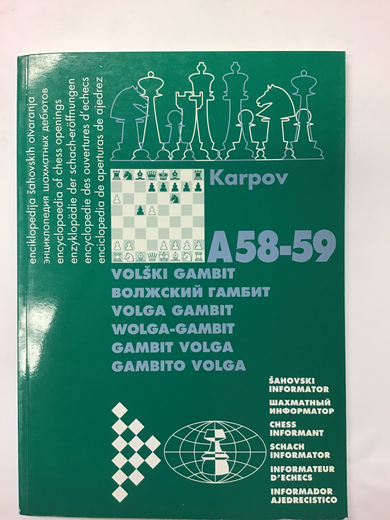 enciklopedija šahovskih otvaranja
энциклопедия шахматных дебютов
encyclopaedia of chess openings
enzyklopädie der schach-eröffnungen
encyclopedie des ouvertures d'echecs
enciclopedia de aperturas de ajedrez
Karpov
A58-59
VOLŠKI GAMBIT
ВОЛЖСКИЙ ГАМБИТ
VOLGA GAMBIT
WOLGA-GAMBIT
GAMBIT VOLGA
GAMBITO VOLGA
ŠAHOVSKI
INFORMATOR
ШАХМАТНЫЙ
ИНФОРМАТОР
CHESS
INFORMANT
SCHACH
INFORMATOR
INFORMATEUR
D'ECHECS
INFORMADOR
AJEDRECISTICO